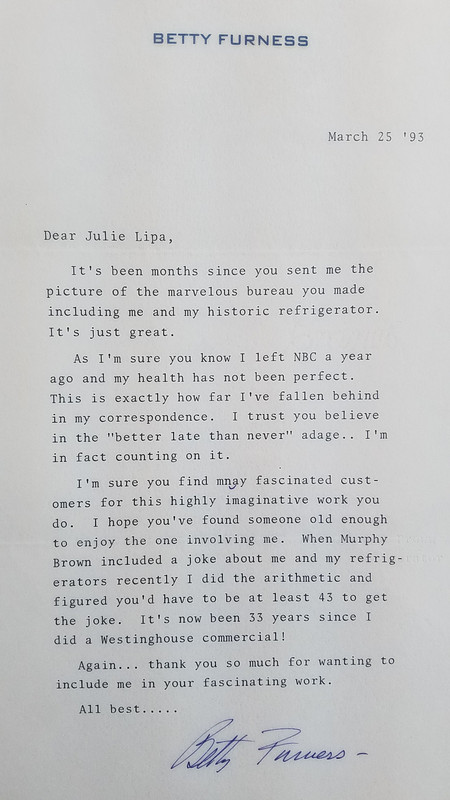 BETTY FURNESS
March 25 '93
Dear Julie Lipa,
It's been months since you sent me the
picture of the marvelous bureau you made
including me and my historic refrigerator.
It's just great.
As I'm sure you know I left NBC a year
ago and my health has not been perfect.
This is exactly how far I've fallen behind
in my correspondence. I trust you believe
in the "better late than never" adage.. I'm
in fact counting on it.
I'm sure you find mnay fascinated cust-
omers for this highly imaginative work you
do. I hope you've found someone old enough
to enjoy the one involving me. When Murphy
Brown included a joke about me and my refrig-
erators recently I did the arithmetic and
figured you'd have to be at least 43 to get
the joke. It's now been 33 years since I
did a Westinghouse commercial!
Again... thank you so much for wanting to
include me in your fascinating work.
All best.....
Betty Furness